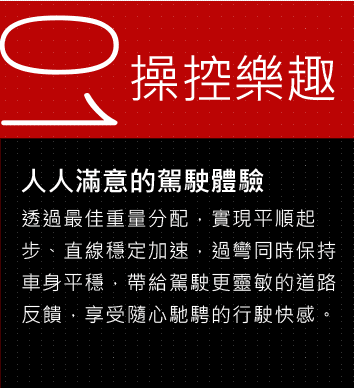 01
操控樂趣
人人滿意的駕駛體驗
透過最佳重量分配，實現平順起
步、直線穩定加速，過彎同時保持
車身平穩，帶給駕駛更靈敏的道路
反饋，享受隨心馳騁的行駛快感。